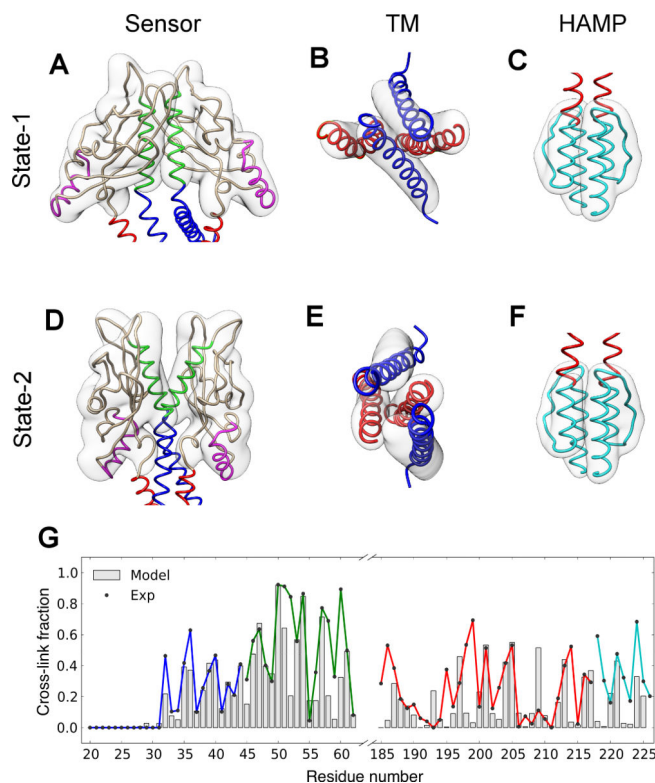 Sensor TM HAMP
A B C
State-1
D E F
State-2
G
Cross-link fraction
1.0
0.8
0.6
0.4
0.2
0.0
Model
Exp
20 25 30 35 40 45 50 55 60 185 190 195 200 205 210 215 220 225
Residue number